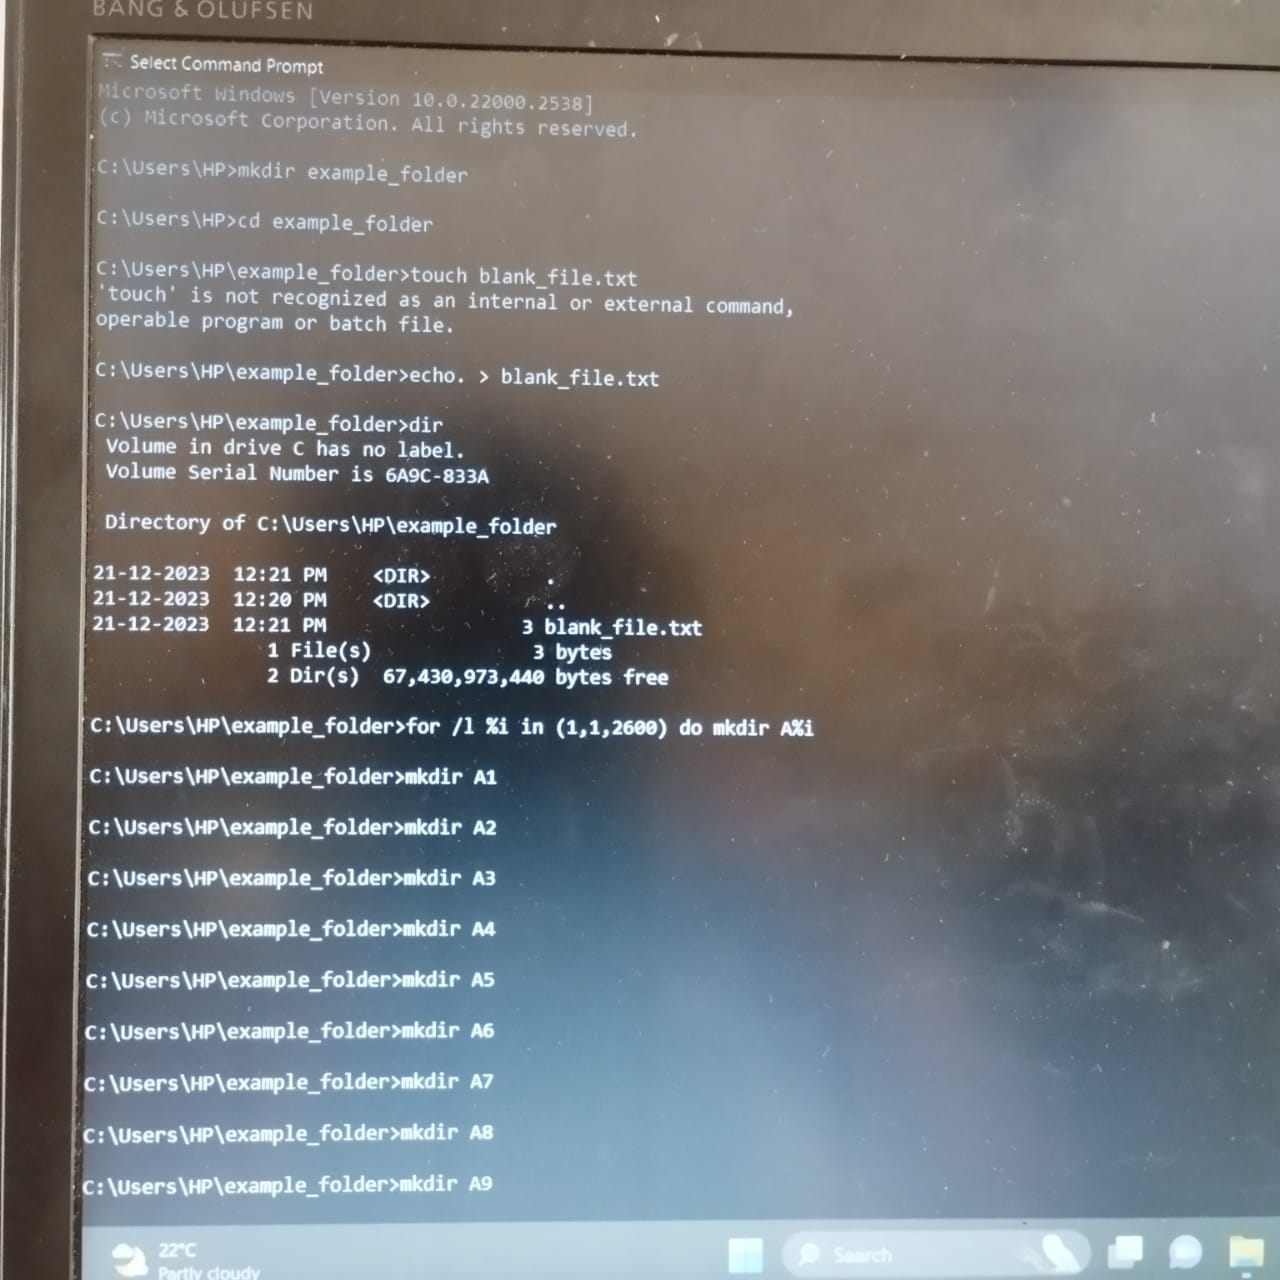 BANG & OLUFSEN
Select Command Prompt
Microsoft Windows [Version 10.0.22000.2538]
(c) Microsoft Corporation. All rights reserved.
C:\Users\HP>mkdir example_folder
C:\Users\HP>cd example_folder
C:\Users\HP\example_folder>touch blank_file.txt
'touch' is not recognized as an internal or external command,
operable program or batch file.
C:\Users\HP\example_folder>echo. > blank_file.txt
C:\Users\HP\example_folder>dir
Volume in drive C has no label.
Volume Serial Number is 6A9C-833A
Directory of C:\Users\HP\example_folder
21-12-2023 12:21 PM <DIR> .
21-12-2023 12:20 PM <DIR> ..
21-12-2023 12:21 PM 3 blank_file.txt
1 File(s) 3 bytes
2 Dir(s) 67,430,973,440 bytes free
C:\Users\HP\example_folder>for /l %i in (1,1,2600) do mkdir A%i
C:\Users\HP\example_folder>mkdir A1
C:\Users\HP\example_folder>mkdir A2
C:\Users\HP\example_folder>mkdir A3
C:\Users\HP\example_folder>mkdir A4
C:\Users\HP\example_folder>mkdir A5
C:\Users\HP\example_folder>mkdir A6
C:\Users\HP\example_folder>mkdir A7
C:\Users\HP\example_folder>mkdir A8
C:\Users\HP\example_folder>mkdir A9
22°C
Partly cloudy
Search